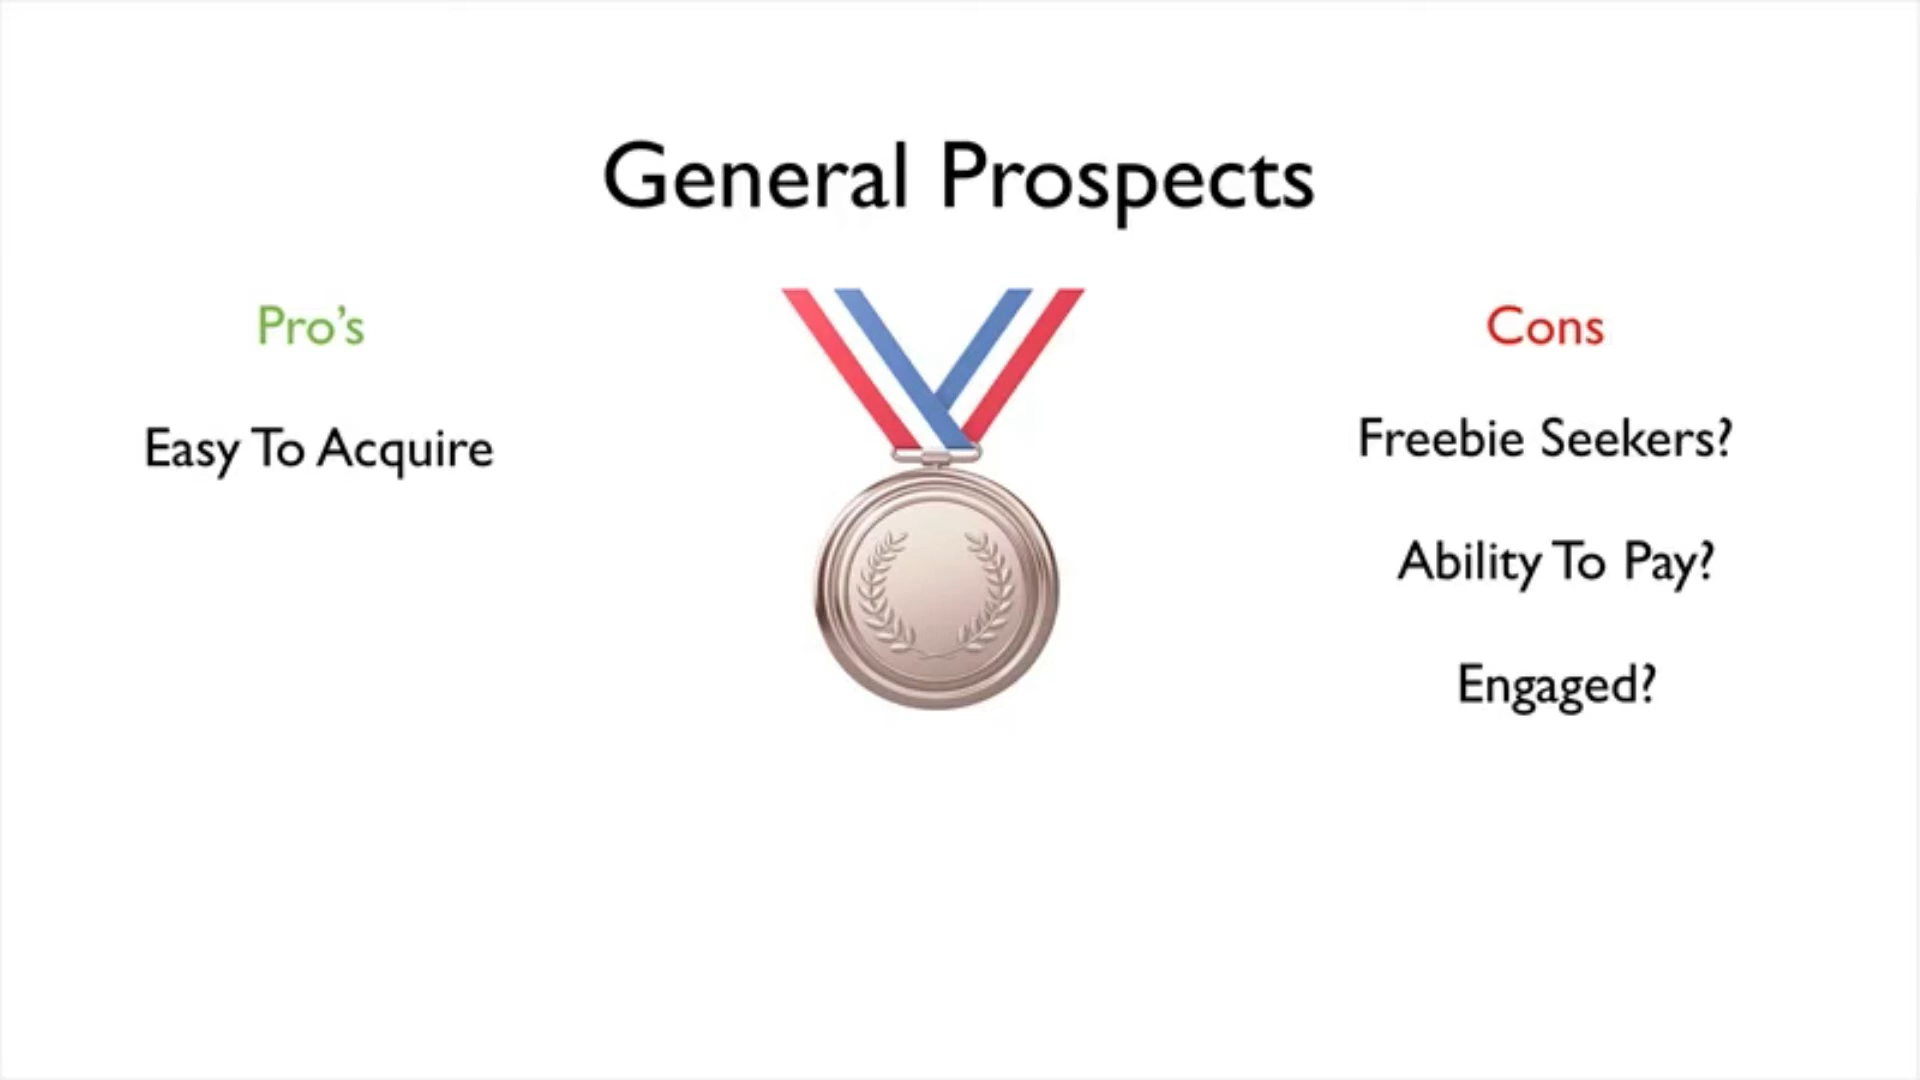 General Prospects
Pro’s
Easy To Acquire
Cons
Freebie Seekers?
Ability To Pay?
Engaged?